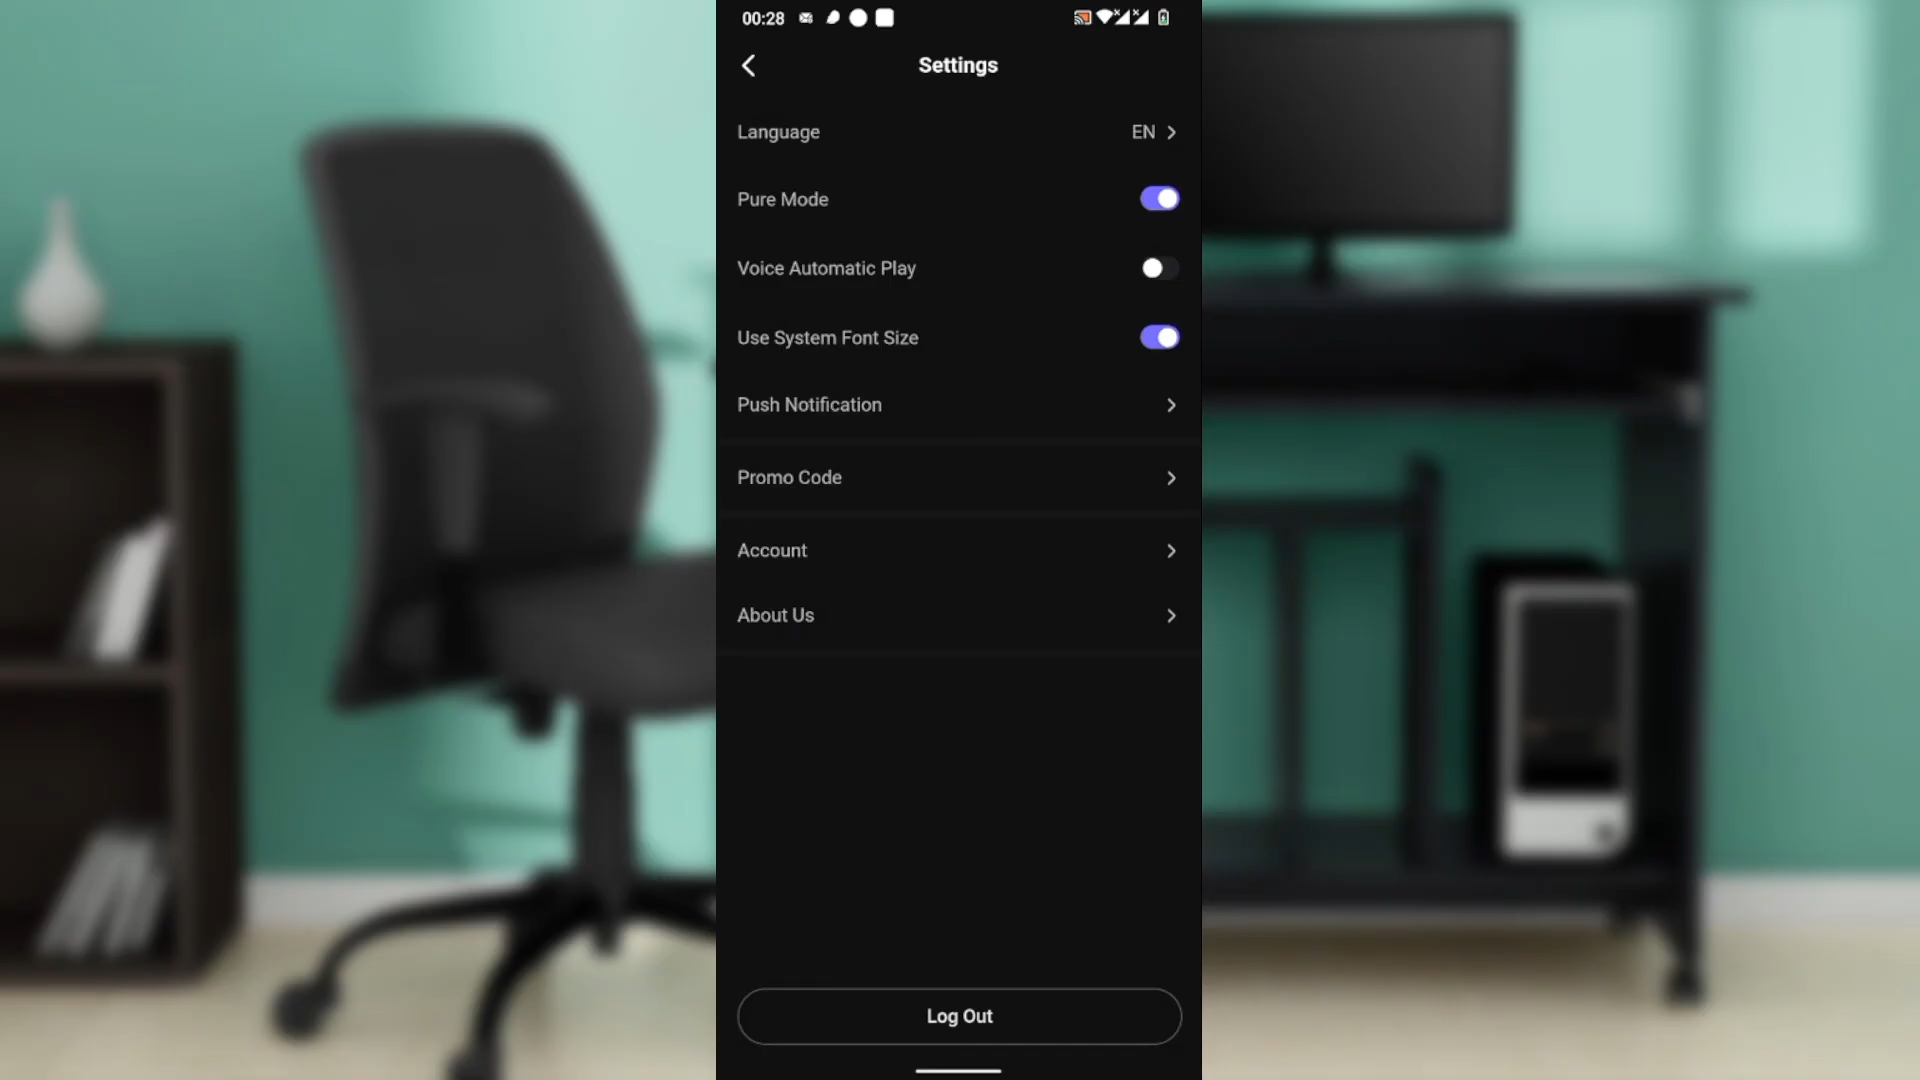 00:28
Settings
Language
EN
Pure Mode
Voice Automatic Play
Use System Font Size
Push Notification
Promo Code
Account
About Us
Log Out